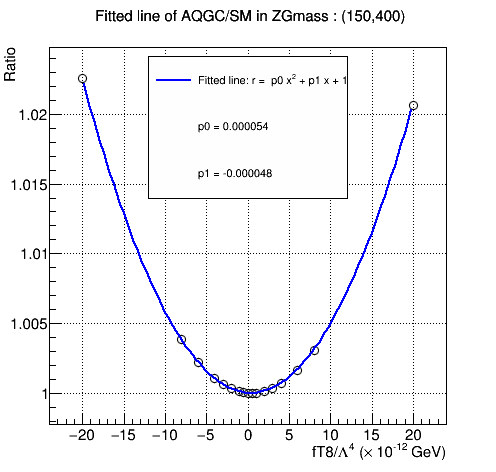 Fitted line of AQGC/SM in ZGmass : (150,400)
Ratio
Fitted line: r = p0 x² + p1 x + 1
p0 = 0.000054
p1 = -0.000048
1.02
1.015
1.01
1.005
1
−20 −15 −10 −5 0 5 10 15 20
fT8/Λ⁴ (× 10⁻¹² GeV)